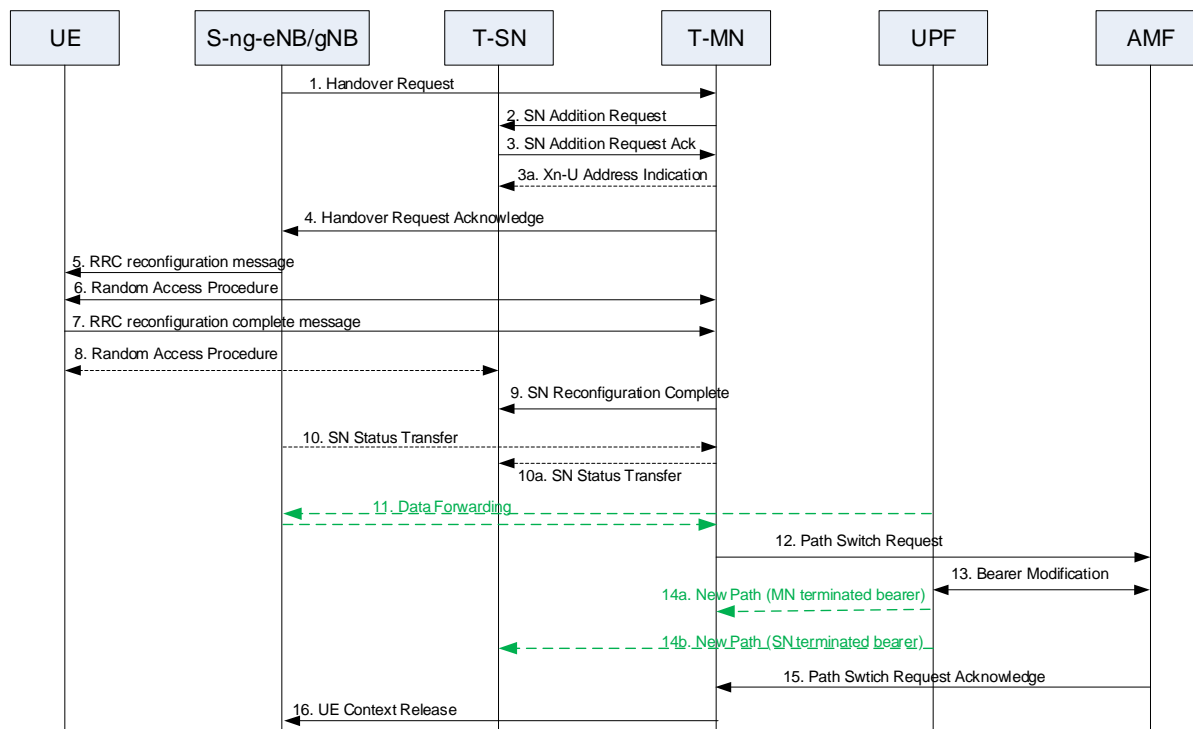 UE
S-ng-eNB/gNB
T-SN
T-MN
UPF
AMF
1. Handover Request
2. SN Addition Request
3. SN Addition Request Ack
3a. Xn-U Address Indication
4. Handover Request Acknowledge
5. RRC reconfiguration message
6. Random Access Procedure
7. RRC reconfiguration complete message
8. Random Access Procedure
9. SN Reconfiguration Complete
10. SN Status Transfer
10a. SN Status Transfer
11. Data Forwarding
12. Path Switch Request
13. Bearer Modification
14a. New Path (MN terminated bearer)
14b. New Path (SN terminated bearer)
15. Path Swtich Request Acknowledge
16. UE Context Release